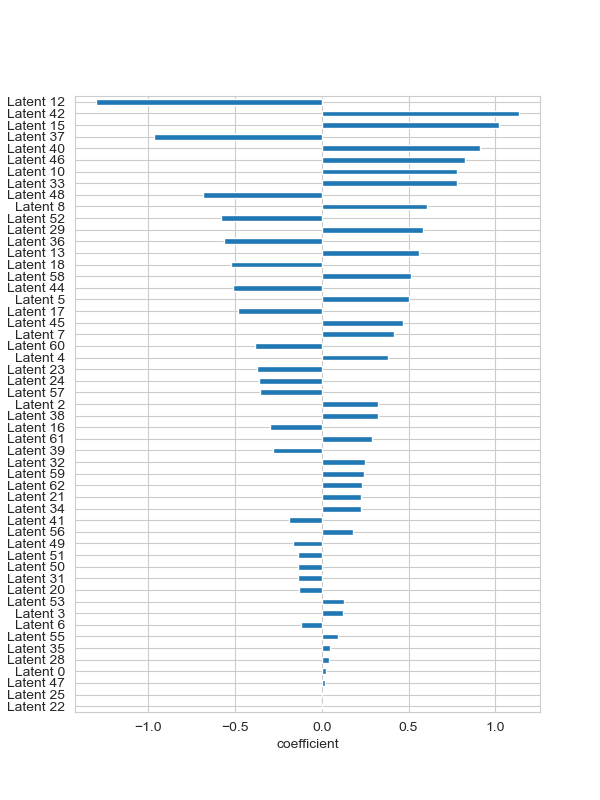 Latent 12
Latent 42
Latent 15
Latent 37
Latent 40
Latent 46
Latent 10
Latent 33
Latent 48
Latent 8
Latent 52
Latent 29
Latent 36
Latent 13
Latent 18
Latent 58
Latent 44
Latent 5
Latent 17
Latent 45
Latent 7
Latent 60
Latent 4
Latent 23
Latent 24
Latent 57
Latent 2
Latent 38
Latent 16
Latent 61
Latent 39
Latent 32
Latent 59
Latent 62
Latent 21
Latent 34
Latent 41
Latent 56
Latent 49
Latent 51
Latent 50
Latent 31
Latent 20
Latent 53
Latent 3
Latent 6
Latent 55
Latent 35
Latent 28
Latent 0
Latent 47
Latent 25
Latent 22
−1.0 −0.5 0.0 0.5 1.0
coefficient